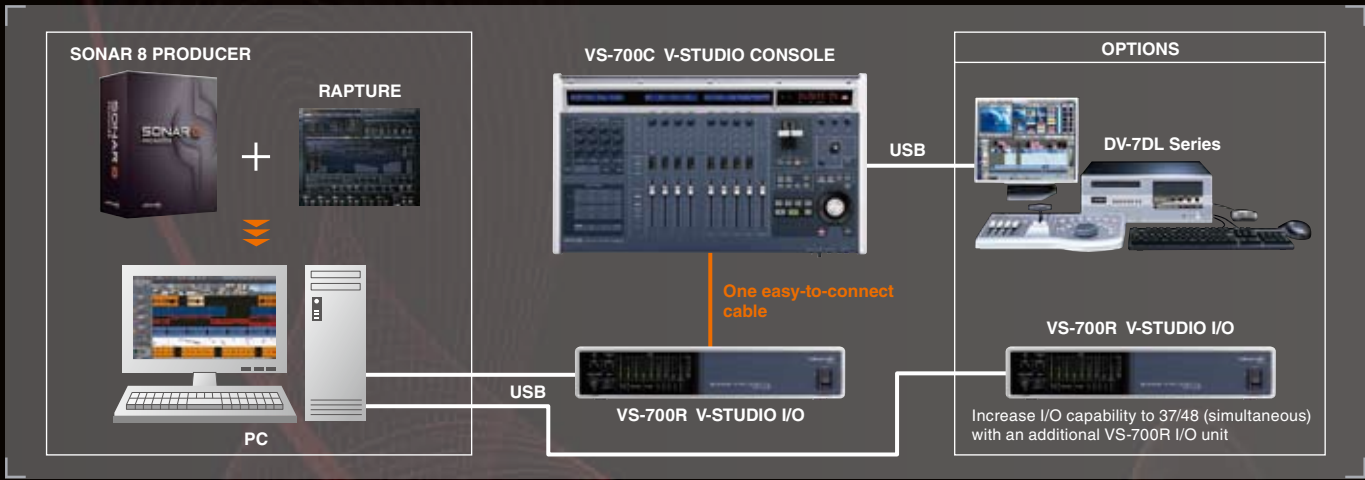 SONAR 8 PRODUCER
RAPTURE
SONAR
PC
VS-700C V-STUDIO CONSOLE
USB
One easy-to-connect
cable
USB
VS-700R V-STUDIO I/O
OPTIONS
DV-7DL Series
VS-700R V-STUDIO I/O
Increase I/O capability to 37/48 (simultaneous)
with an additional VS-700R I/O unit